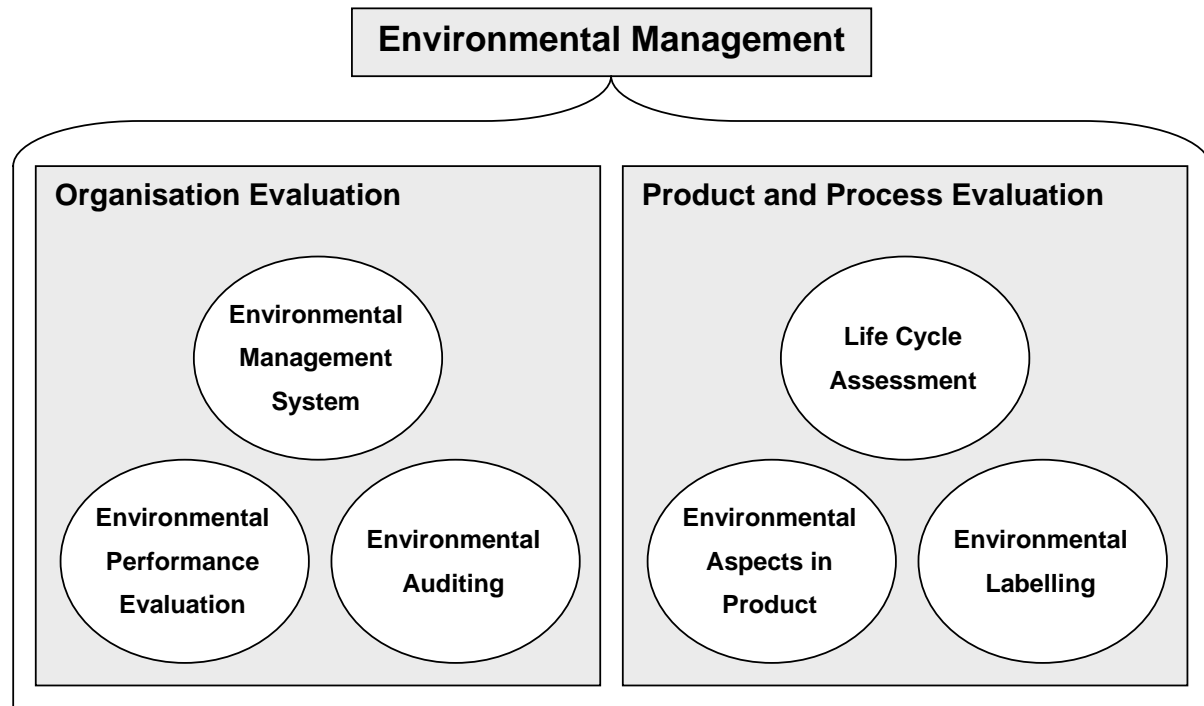 Environmental Management
Organisation Evaluation
Environmental
Management
System
Environmental
Performance
Evaluation
Environmental
Auditing
Product and Process Evaluation
Life Cycle
Assessment
Environmental
Aspects in
Product
Environmental
Labelling